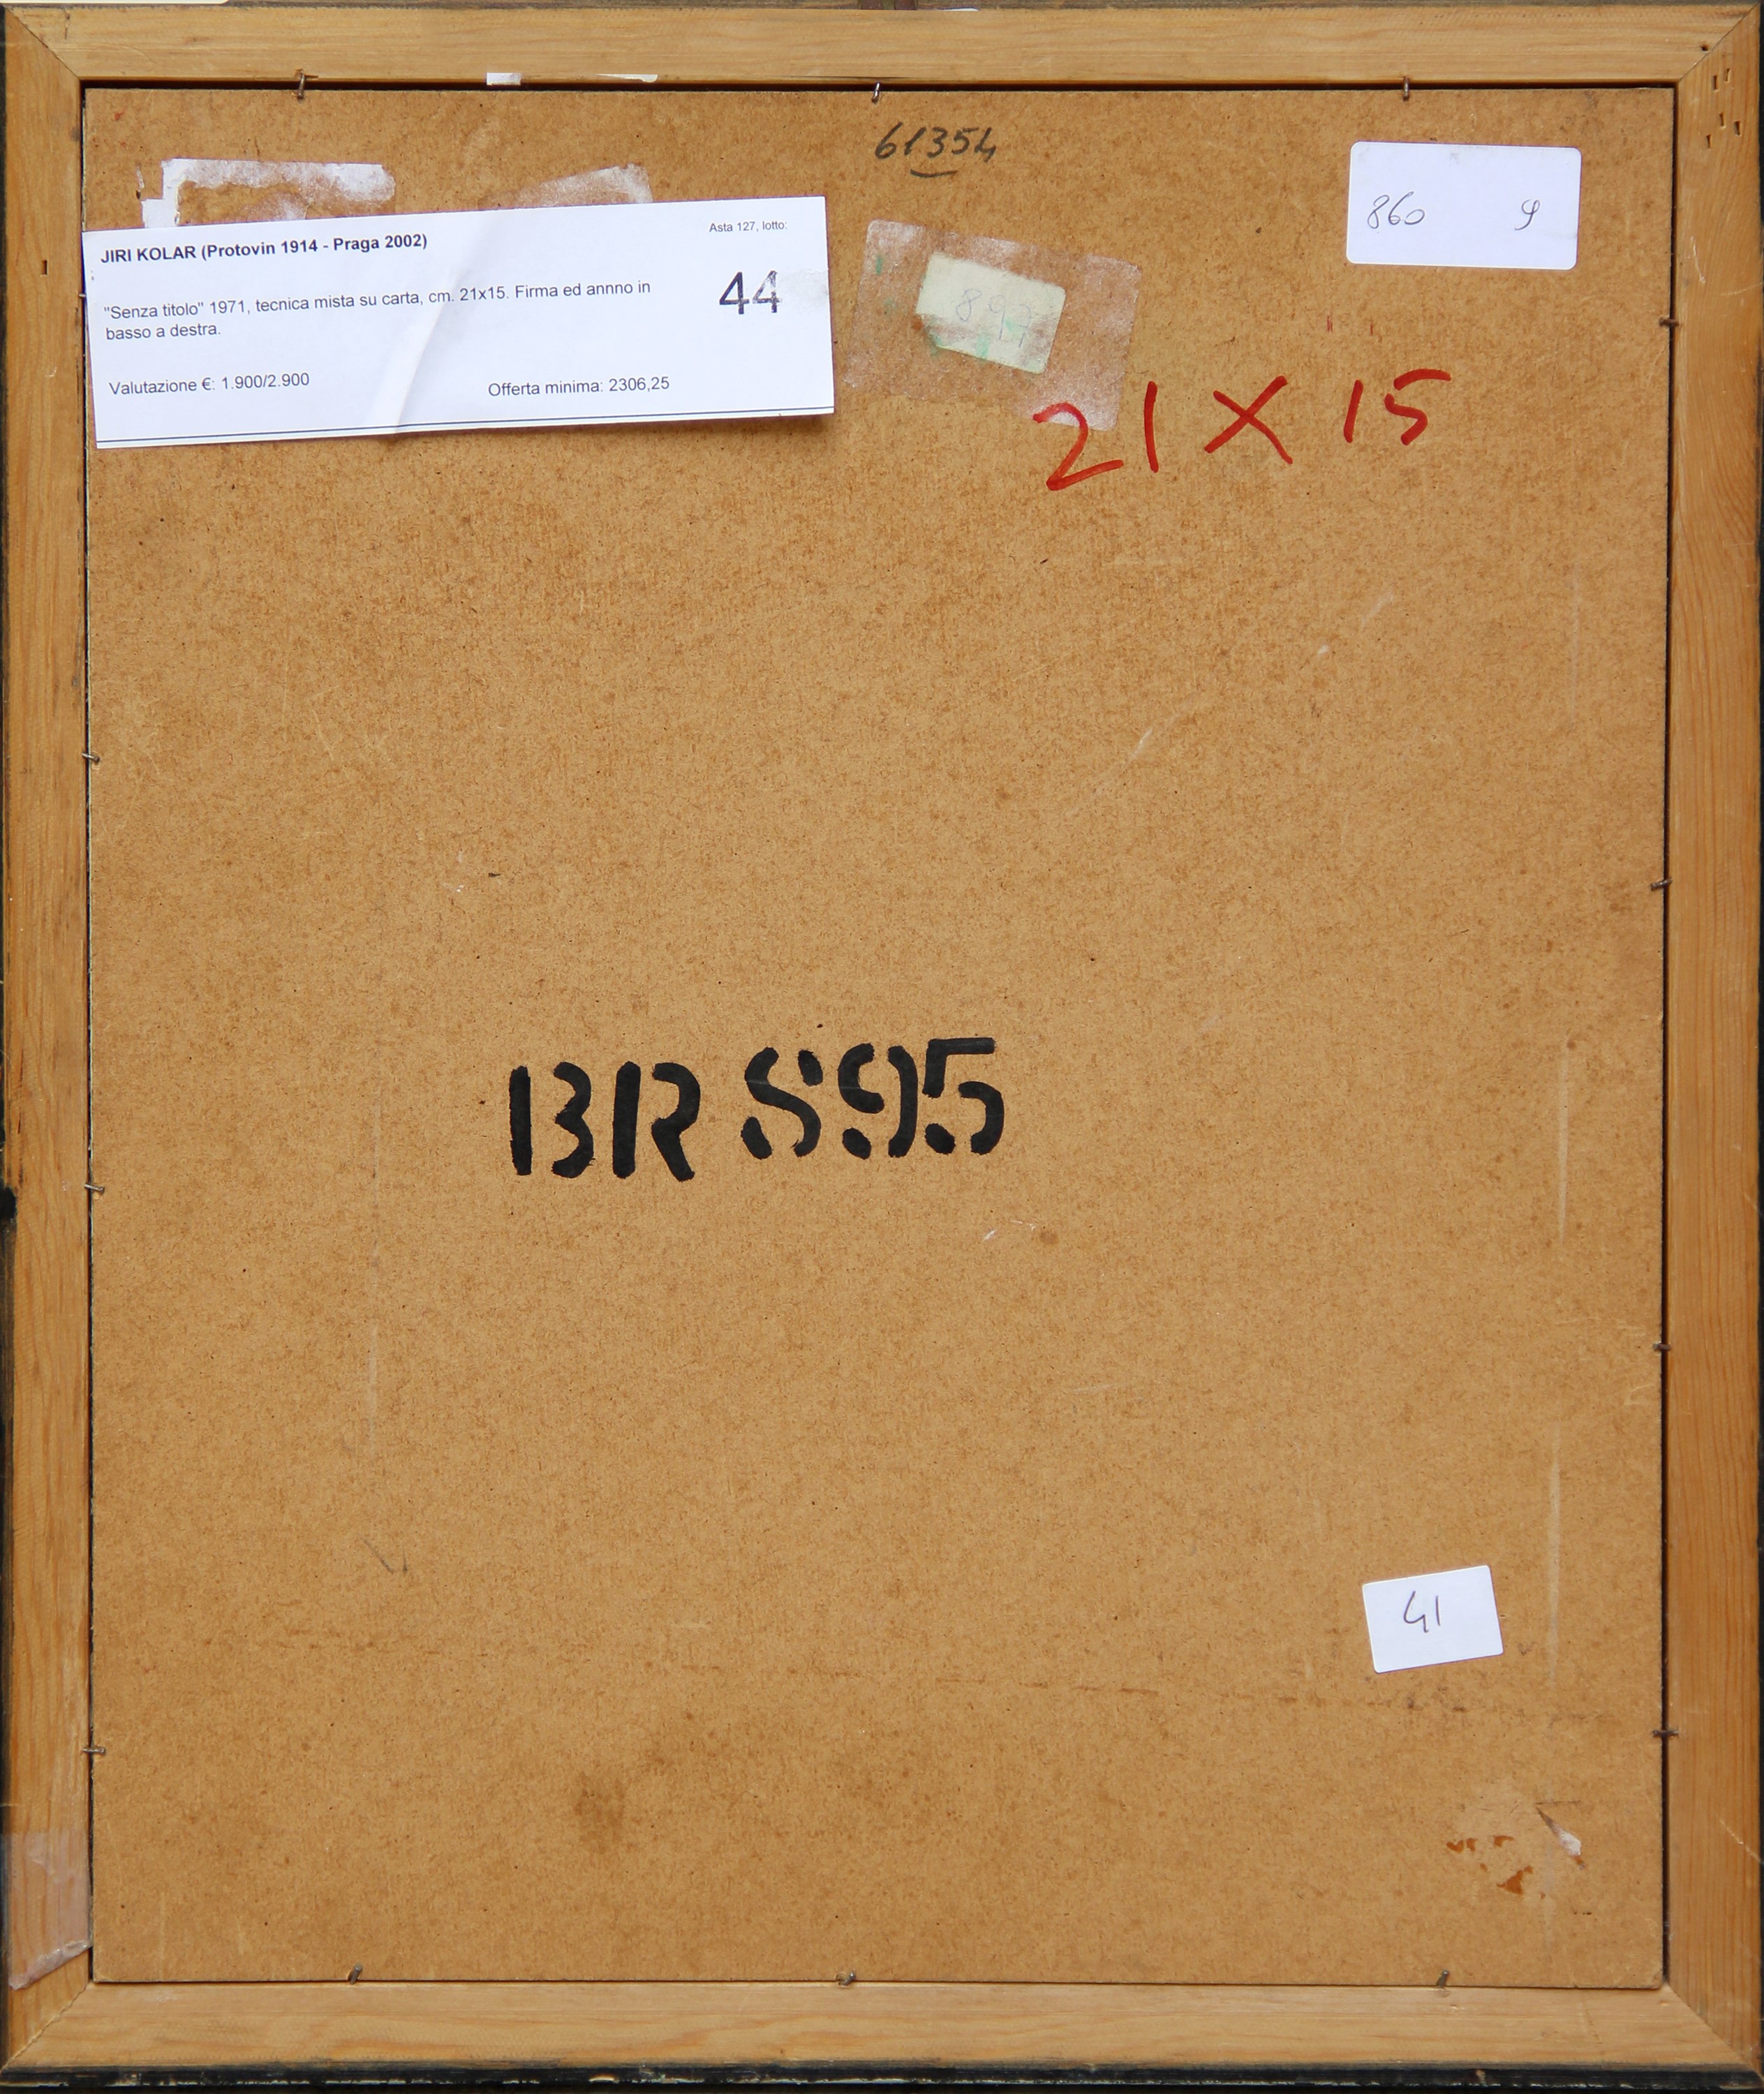 61354
860 9
Asta 127, lotto:
JIRI KOLAR (Protovin 1914 - Praga 2002)
44
"Senza titolo" 1971, tecnica mista su carta, cm. 21x15. Firma ed annno in
basso a destra.
Valutazione €: 1.900/2.900 Offerta minima: 2306,25
21 X 15
BR 895
41